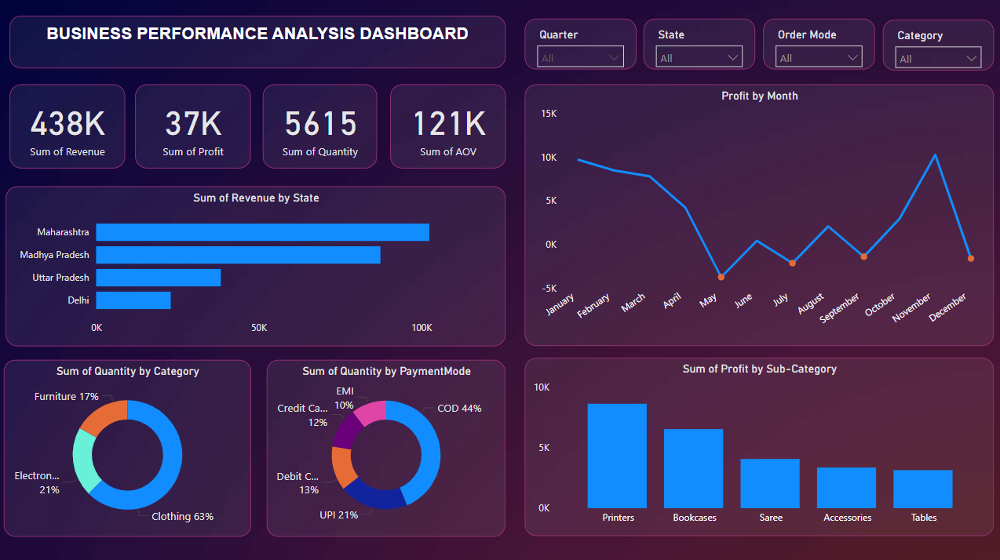 BUSINESS PERFORMANCE ANALYSIS DASHBOARD
Quarter
All
State
All
Order Mode
All
Category
All
438K
Sum of Revenue
37K
Sum of Profit
5615
Sum of Quantity
121K
Sum of AOV
Profit by Month
15K
10K
5K
0K
-5K
January
February
March
April
May
June
July
August
September
October
November
December
Sum of Revenue by State
Maharashtra
Madhya Pradesh
Uttar Pradesh
Delhi
0K
50K
100K
Sum of Quantity by Category
Furniture 17%
Electron...
21%
Clothing 63%
Sum of Quantity by PaymentMode
EMI
10%
Credit Ca...
12%
Debit C...
13%
UPI 21%
COD 44%
Sum of Profit by Sub-Category
10K
5K
0K
Printers
Bookcases
Saree
Accessories
Tables